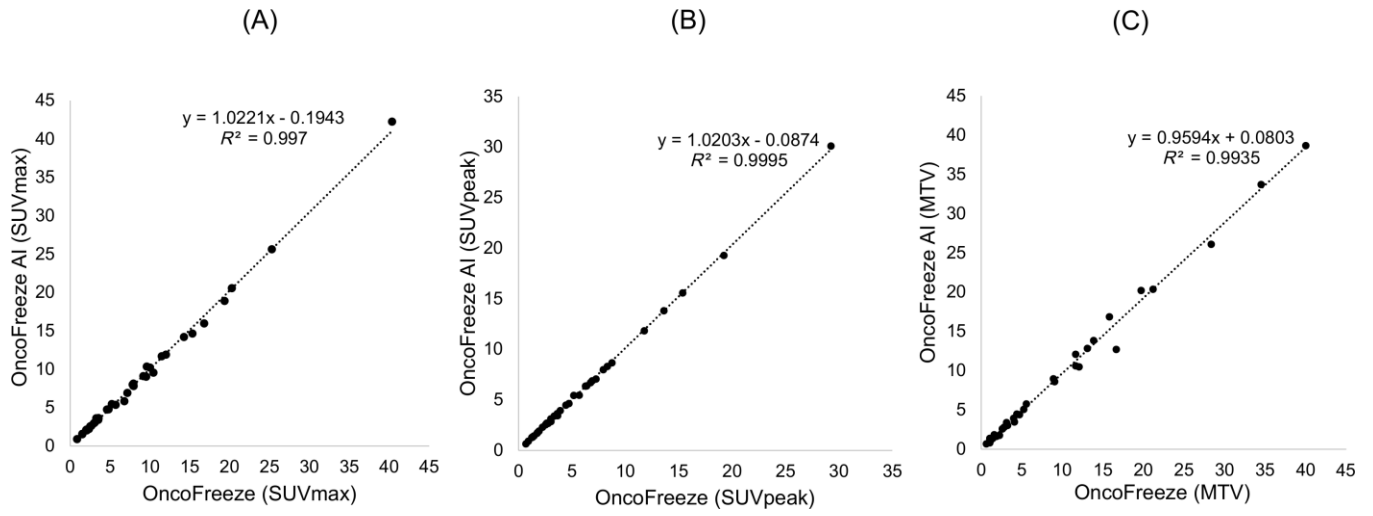 (A)
45
40
35
30
25
20
15
10
5
0
OncoFreeze AI (SUVmax)
y = 1.0221x - 0.1943
R² = 0.997
0 5 10 15 20 25 30 35 40 45
OncoFreeze (SUVmax)
(B)
35
30
25
20
15
10
5
0
OncoFreeze AI (SUVpeak)
y = 1.0203x - 0.0874
R² = 0.9995
0 5 10 15 20 25 30 35
OncoFreeze (SUVpeak)
(C)
45
40
35
30
25
20
15
10
5
0
OncoFreeze AI (MTV)
y = 0.9594x + 0.0803
R² = 0.9935
0 5 10 15 20 25 30 35 40 45
OncoFreeze (MTV)